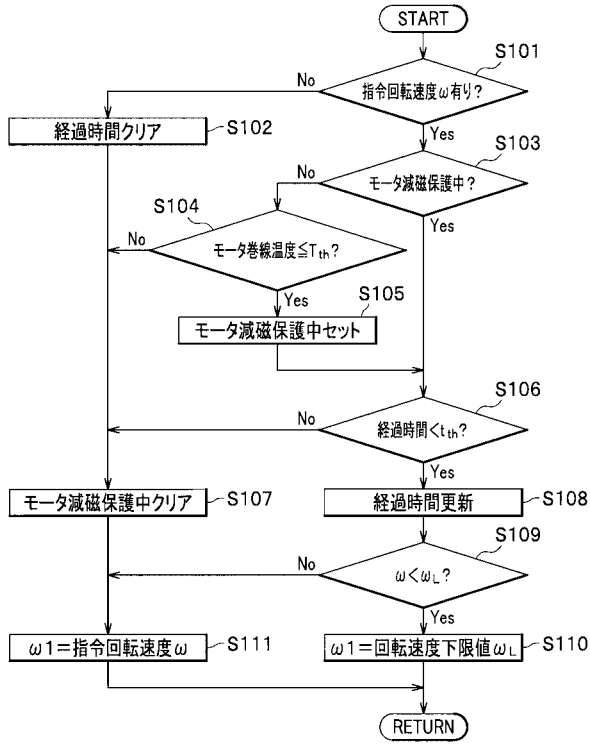 START
S101
指令回転速度ω有り?
No
Yes
経過時間クリア
S102
S103
モータ減磁保護中?
No
Yes
S104
モータ巻線温度≦Tth?
No
Yes
S105
モータ減磁保護中セット
S106
経過時間<tth?
No
Yes
モータ減磁保護中クリア
S107
経過時間更新
S108
S109
ω<ωL?
No
Yes
ω1=指令回転速度ω
S111
ω1=回転速度下限値ωL
S110
RETURN